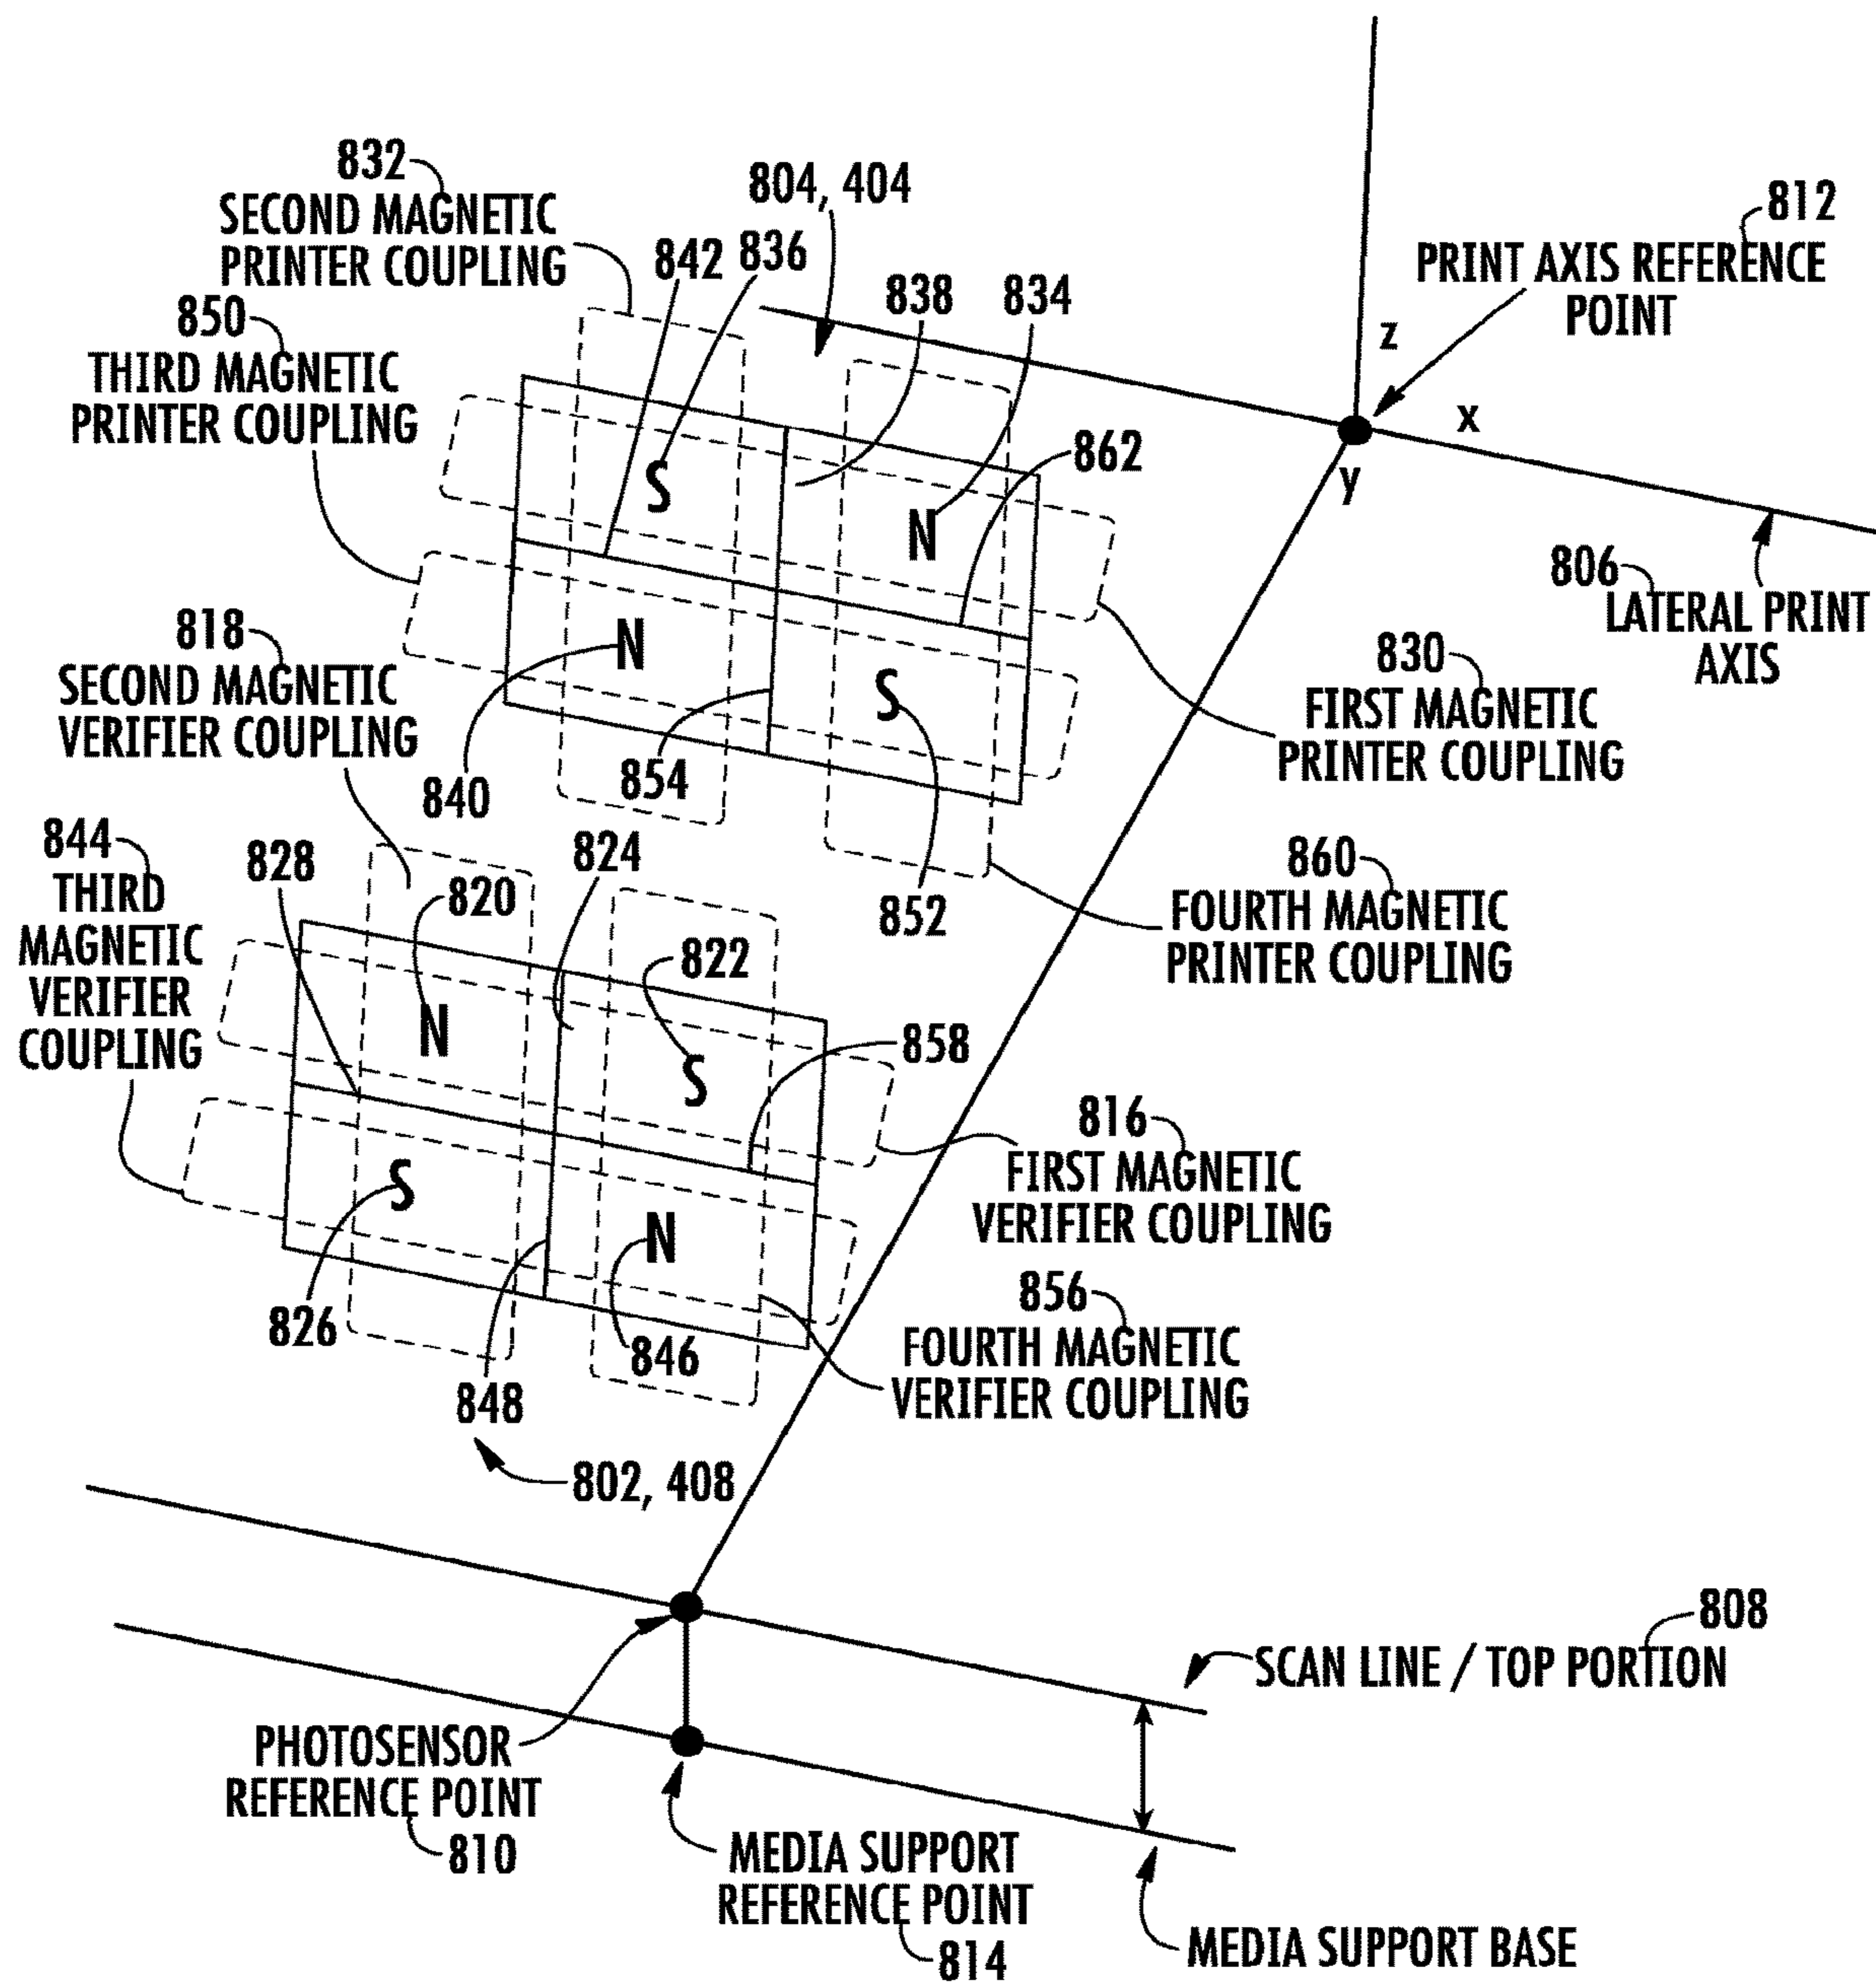 832
SECOND MAGNETIC
PRINTER COUPLING
804, 404
812
PRINT AXIS REFERENCE
POINT
842
836
838
834
850
THIRD MAGNETIC
PRINTER COUPLING
z
x
y
S
N
862
806
LATERAL PRINT
AXIS
818
SECOND MAGNETIC
VERIFIER COUPLING
N
S
830
FIRST MAGNETIC
PRINTER COUPLING
840
854
852
844
THIRD
MAGNETIC
VERIFIER
COUPLING
828
820
824
822
860
FOURTH MAGNETIC
PRINTER COUPLING
N
S
858
816
FIRST MAGNETIC
VERIFIER COUPLING
S
N
826
846
848
856
FOURTH MAGNETIC
VERIFIER COUPLING
802, 408
808
SCAN LINE / TOP PORTION
PHOTOSENSOR
REFERENCE POINT
810
MEDIA SUPPORT
REFERENCE POINT
814
MEDIA SUPPORT BASE